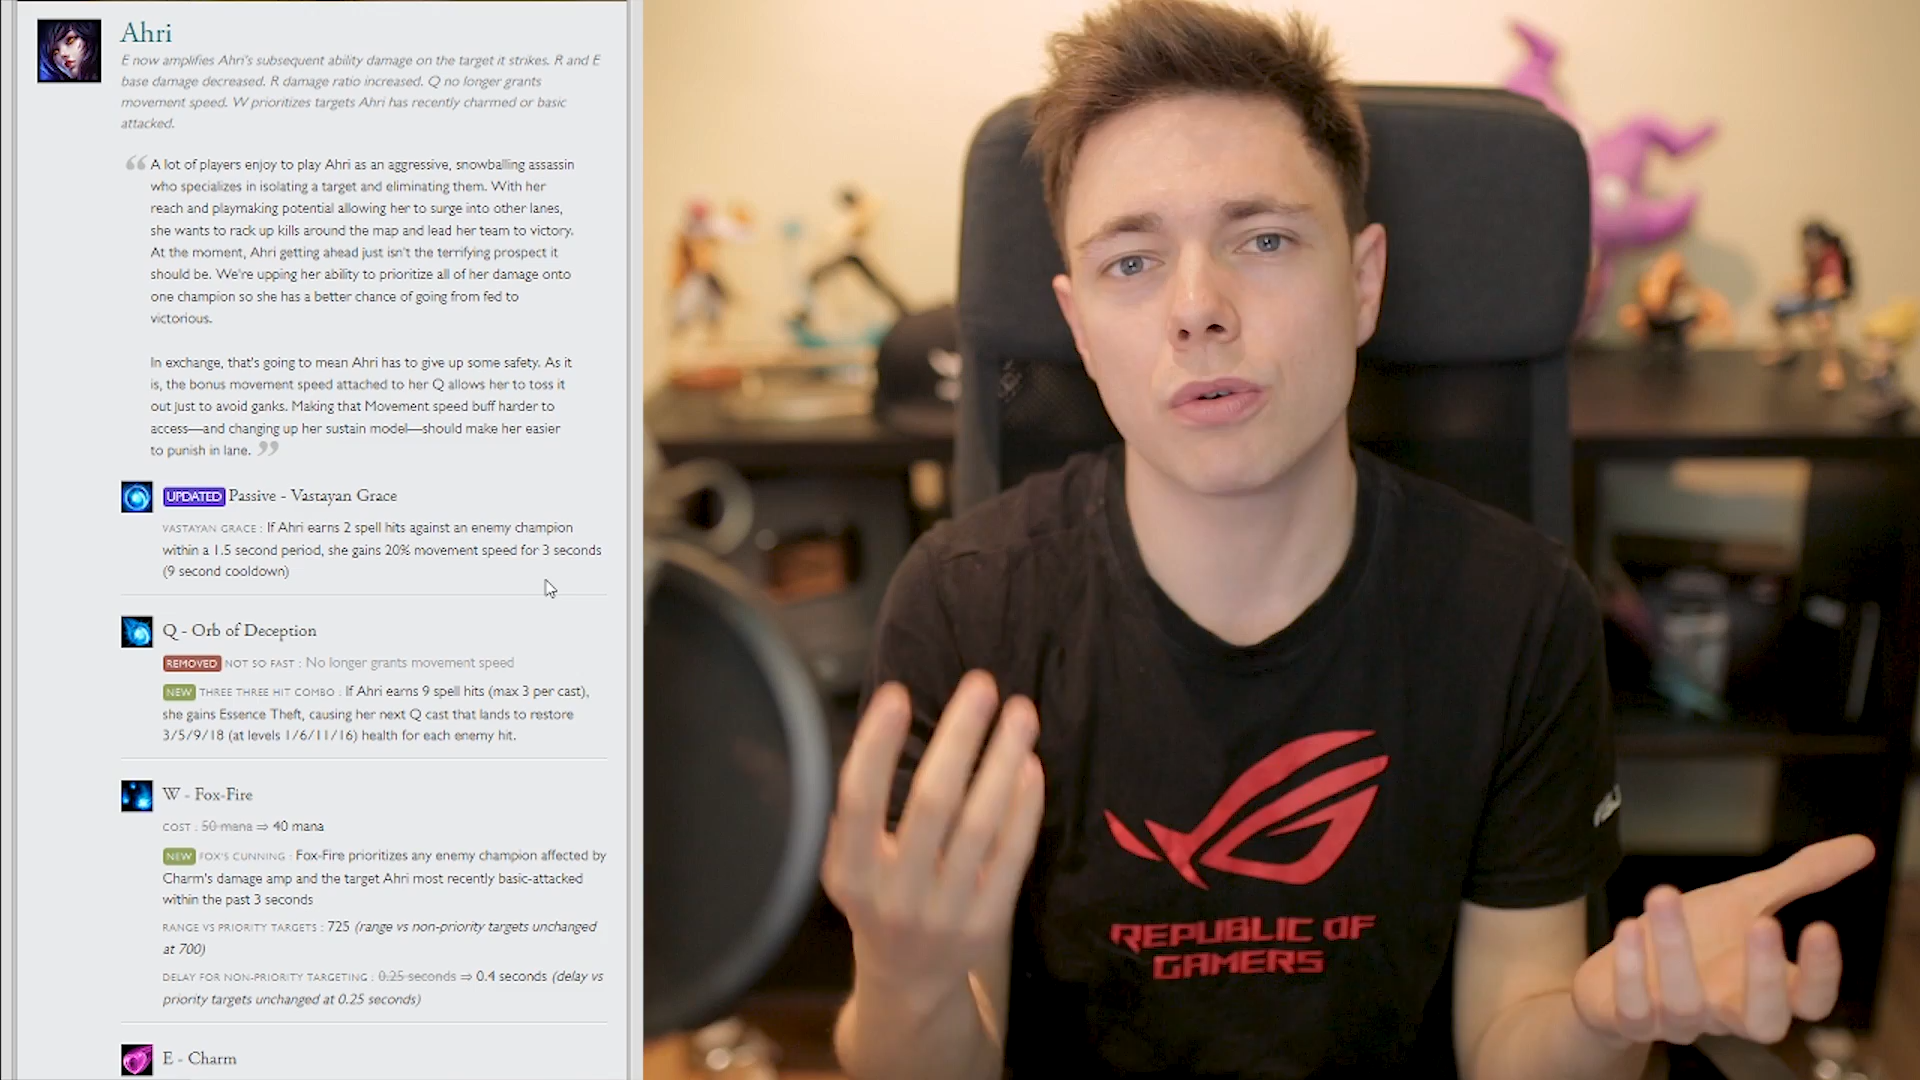 Ahri
E now amplifies Ahri's subsequent ability damage on the target it strikes. R and E
base damage decreased. R damage ratio increased. Q no longer grants
movement speed. W prioritizes targets Ahri has recently charmed or basic
attacked.
“ A lot of players enjoy to play Ahri as an aggressive, snowballing assassin
who specializes in isolating a target and eliminating them. With her
reach and playmaking potential allowing her to surge into other lanes,
she wants to rack up kills around the map and lead her team to victory.
At the moment, Ahri getting ahead just isn't the terrifying prospect it
should be. We're upping her ability to prioritize all of her damage onto
one champion so she has a better chance of going from fed to
victorious.
In exchange, that's going to mean Ahri has to give up some safety. As it
is, the bonus movement speed attached to her Q allows her to toss it
out just to avoid ganks. Making that Movement speed buff harder to
access—and changing up her sustain model—should make her easier
to punish in lane. ”
UPDATED Passive - Vastayan Grace
VASTAYAN GRACE : If Ahri earns 2 spell hits against an enemy champion
within a 1.5 second period, she gains 20% movement speed for 3 seconds
(9 second cooldown)
Q - Orb of Deception
REMOVED NOT SO FAST : No longer grants movement speed
NEW THREE THREE HIT COMBO : If Ahri earns 9 spell hits (max 3 per cast),
she gains Essence Theft, causing her next Q cast that lands to restore
3/5/9/18 (at levels 1/6/11/16) health for each enemy hit.
W - Fox-Fire
COST : 50 mana ⇒ 40 mana
NEW FOX'S CUNNING : Fox-Fire prioritizes any enemy champion affected by
Charm's damage amp and the target Ahri most recently basic-attacked
within the past 3 seconds
RANGE VS PRIORITY TARGETS : 725 (range vs non-priority targets unchanged
at 700)
DELAY FOR NON-PRIORITY TARGETING : 0.25 seconds ⇒ 0.4 seconds (delay vs
priority targets unchanged at 0.25 seconds)
E - Charm
REPUBLIC OF
GAMERS